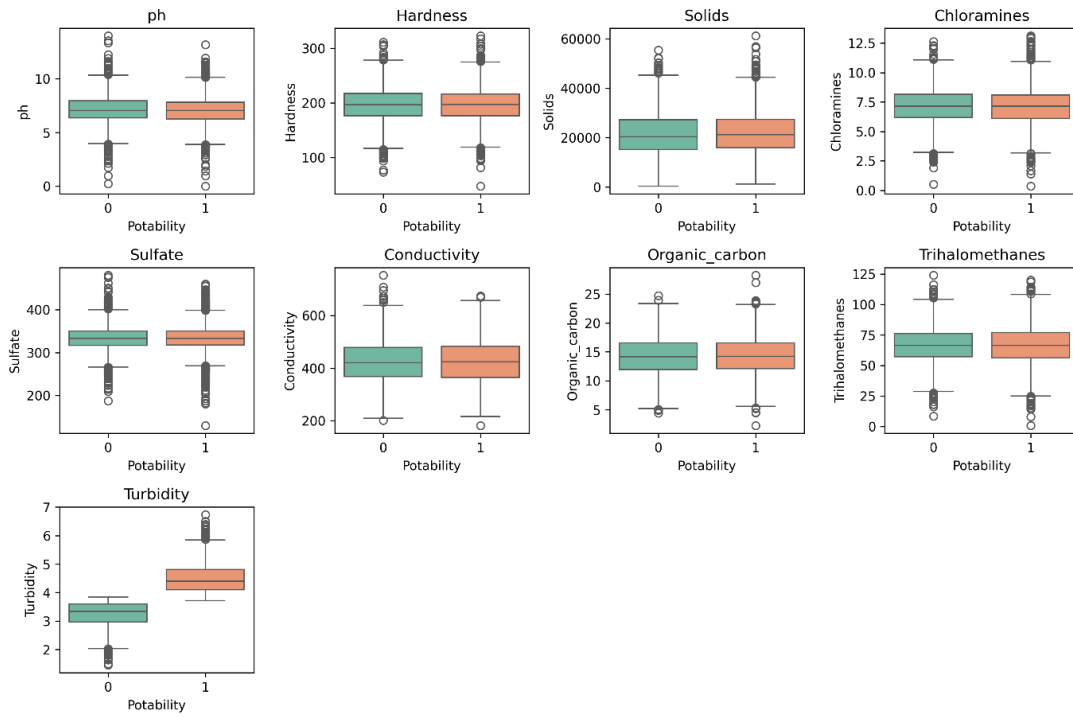 ph
Hardness
Solids
Chloramines
ph
10
5
0
0
1
Potability
Hardness
300
200
100
0
1
Potability
Solids
60000
40000
20000
0
0
1
Potability
Chloramines
12.5
10.0
7.5
5.0
2.5
0.0
0
1
Potability
Sulfate
Conductivity
Organic_carbon
Trihalomethanes
Sulfate
400
300
200
0
1
Potability
Conductivity
600
400
200
0
1
Potability
Organic_carbon
25
20
15
10
5
0
1
Potability
Trihalomethanes
125
100
75
50
25
0
0
1
Potability
Turbidity
Turbidity
7
6
5
4
3
2
0
1
Potability